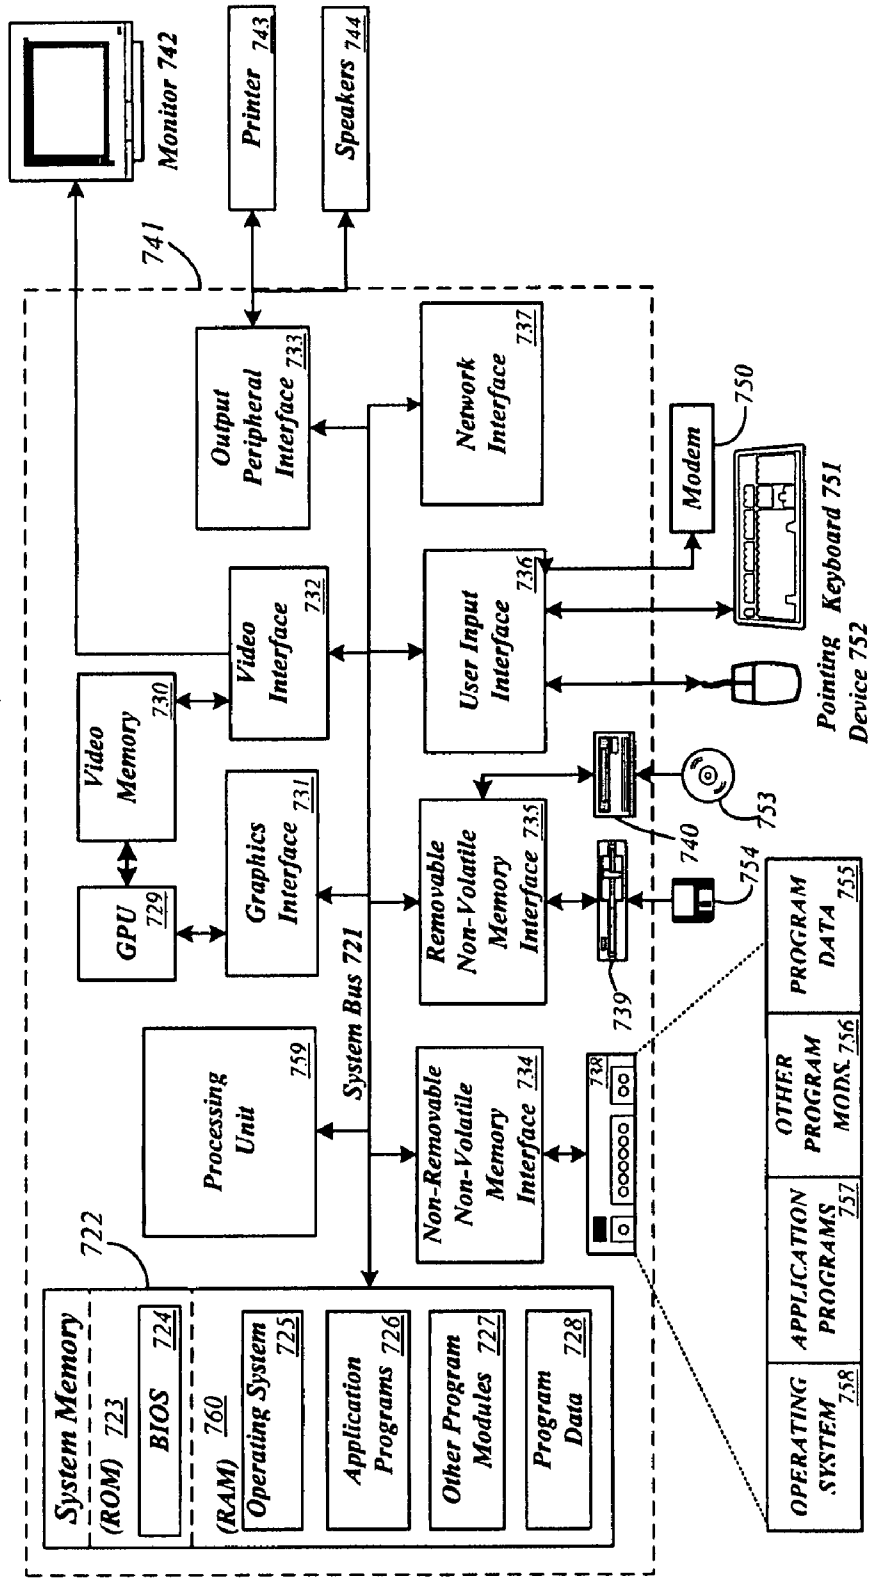 722
System Memory
(ROM) 723
BIOS 724
760
(RAM)
Operating System
725
Application
Programs 726
Other Program
Modules 727
Program
Data 728
Processing
Unit
759
System Bus 721
GPU
729
Video
Memory
730
Graphics
Interface
731
Video
Interface
732
Output
Peripheral
Interface
733
741
Monitor 742
Printer
743
Speakers
744
Non-Removable
Non-Volatile
Memory
Interface
734
Removable
Non-Volatile
Memory
Interface
735
User Input
Interface
736
Network
Interface
737
738
739
740
754
753
Modem
750
Keyboard 751
Pointing
Device 752
OPERATING
SYSTEM
758
APPLICATION
PROGRAMS
757
OTHER
PROGRAM
MODS. 756
PROGRAM
DATA
755